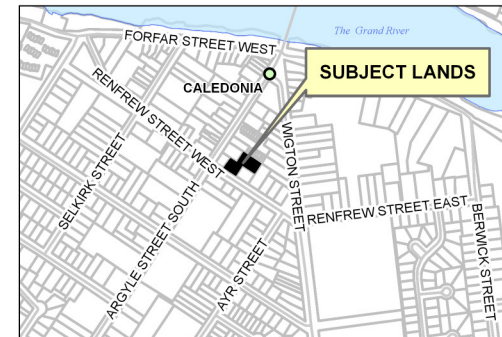 The Grand River
FORFAR STREET WEST
SUBJECT LANDS
CALEDONIA
RENFREW STREET WEST
WIGTON STREET
SELKIRK STREET
RENFREW STREET EAST
BERWICK STREET
ARGYLE STREET SOUTH
AYR STREET